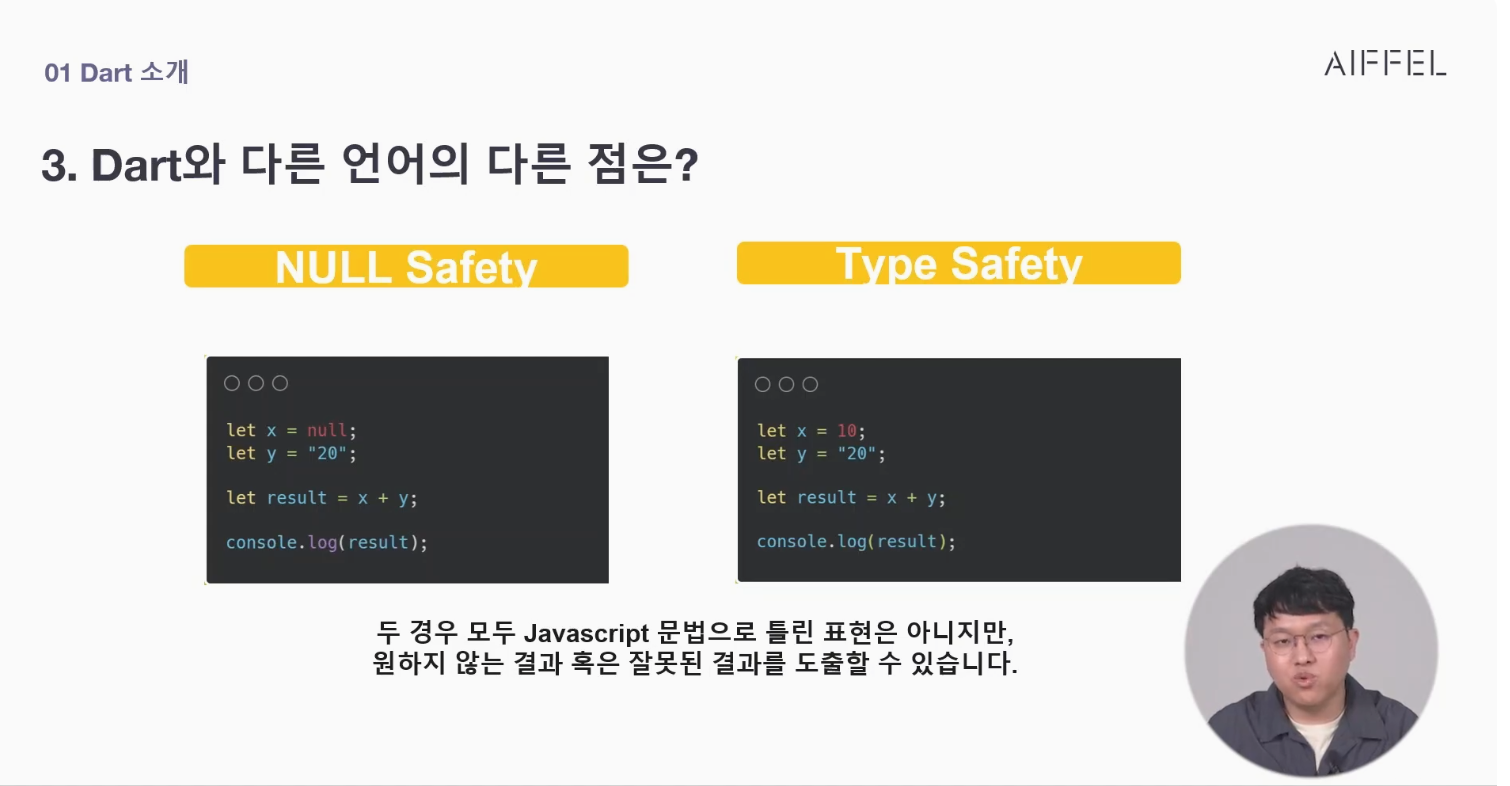 01 Dart 소개
AIFFEL
3. Dart와 다른 언어의 다른 점은?
NULL Safety
Type Safety
let x = null;
let y = "20";
let result = x + y;
console.log(result);
let x = 10;
let y = "20";
let result = x + y;
console.log(result);
두 경우 모두 Javascript 문법으로 틀린 표현은 아니지만,
원하지 않는 결과 혹은 잘못된 결과를 도출할 수 있습니다.